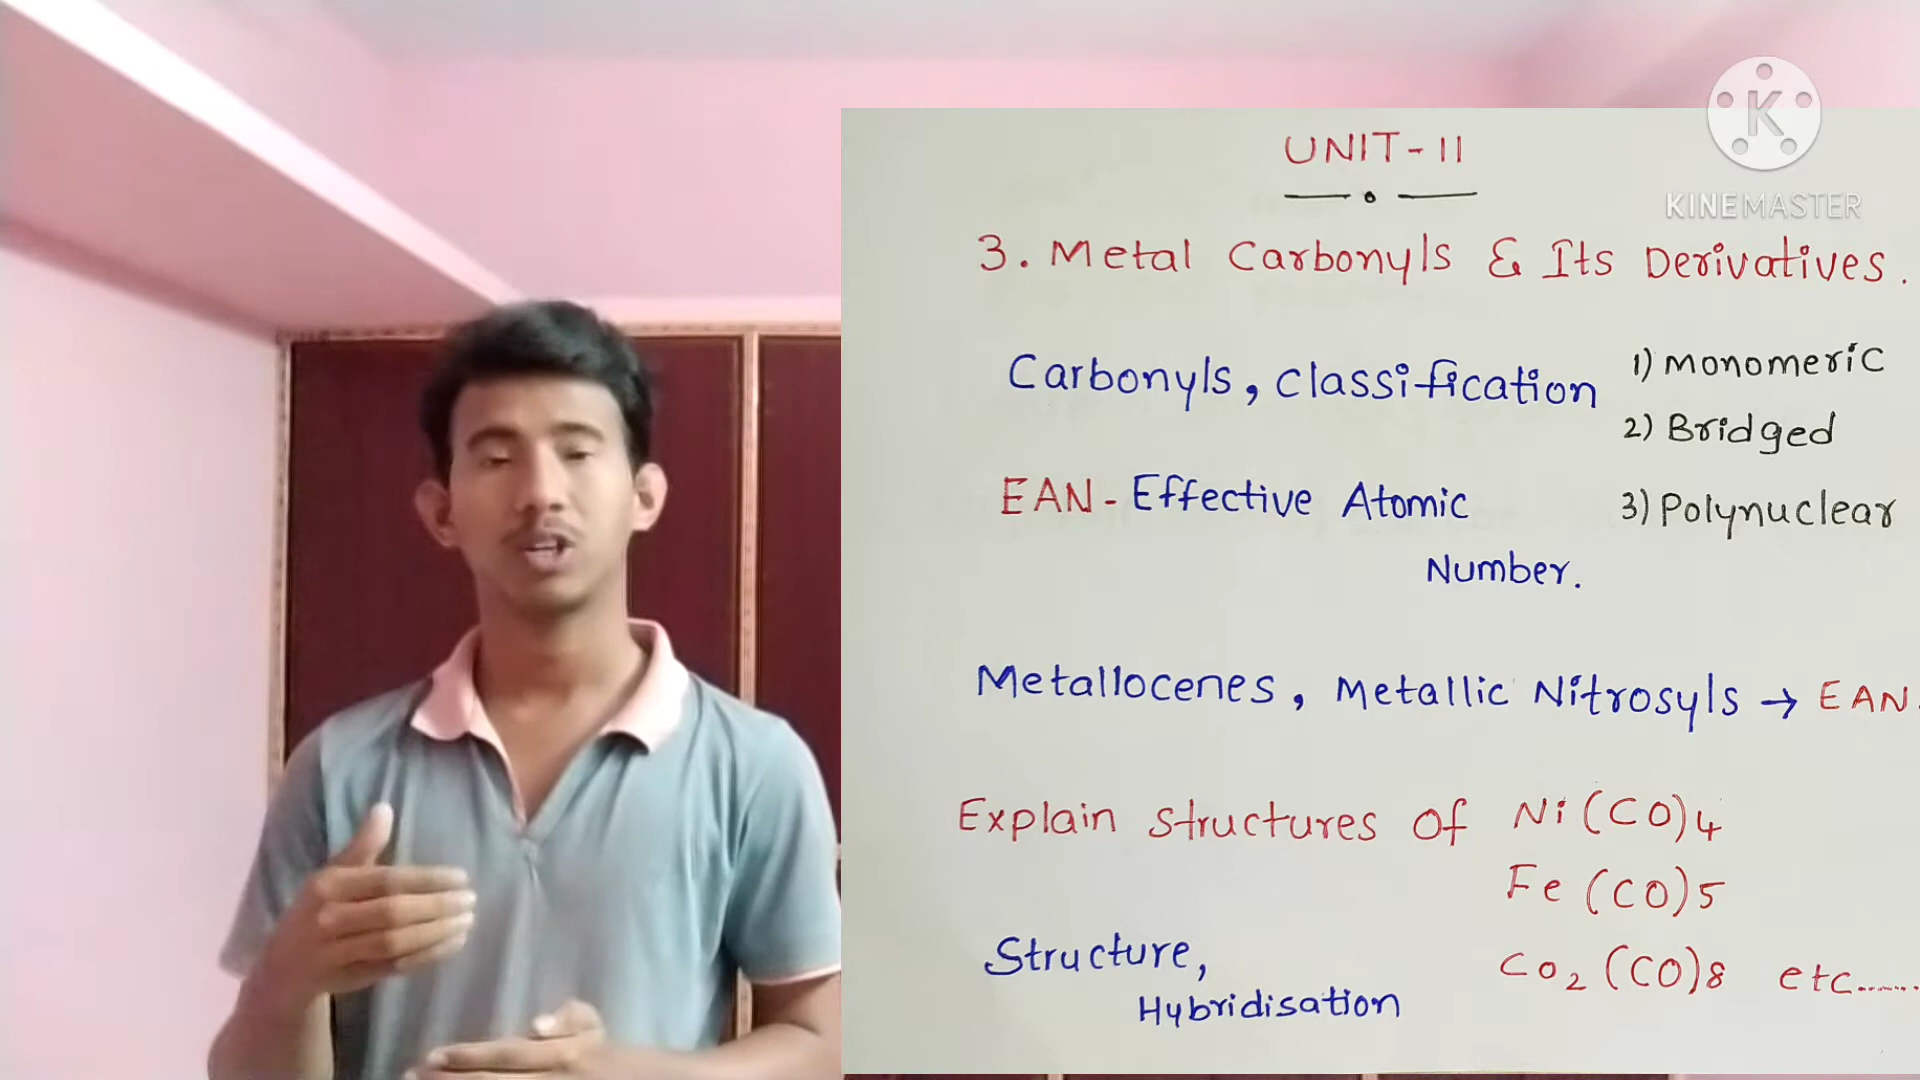 UNIT-II
3. Metal Carbonyls & Its Derivatives.
Carbonyls, Classification
1) Monomeric
2) Bridged
3) Polynuclear
EAN - Effective Atomic
Number.
Metallocenes, Metallic Nitrosyls → EAN.
Explain structures of Ni(CO)4
Fe(CO)5
Co2(CO)8 etc.......
Structure,
Hybridisation
K
KINEMASTER